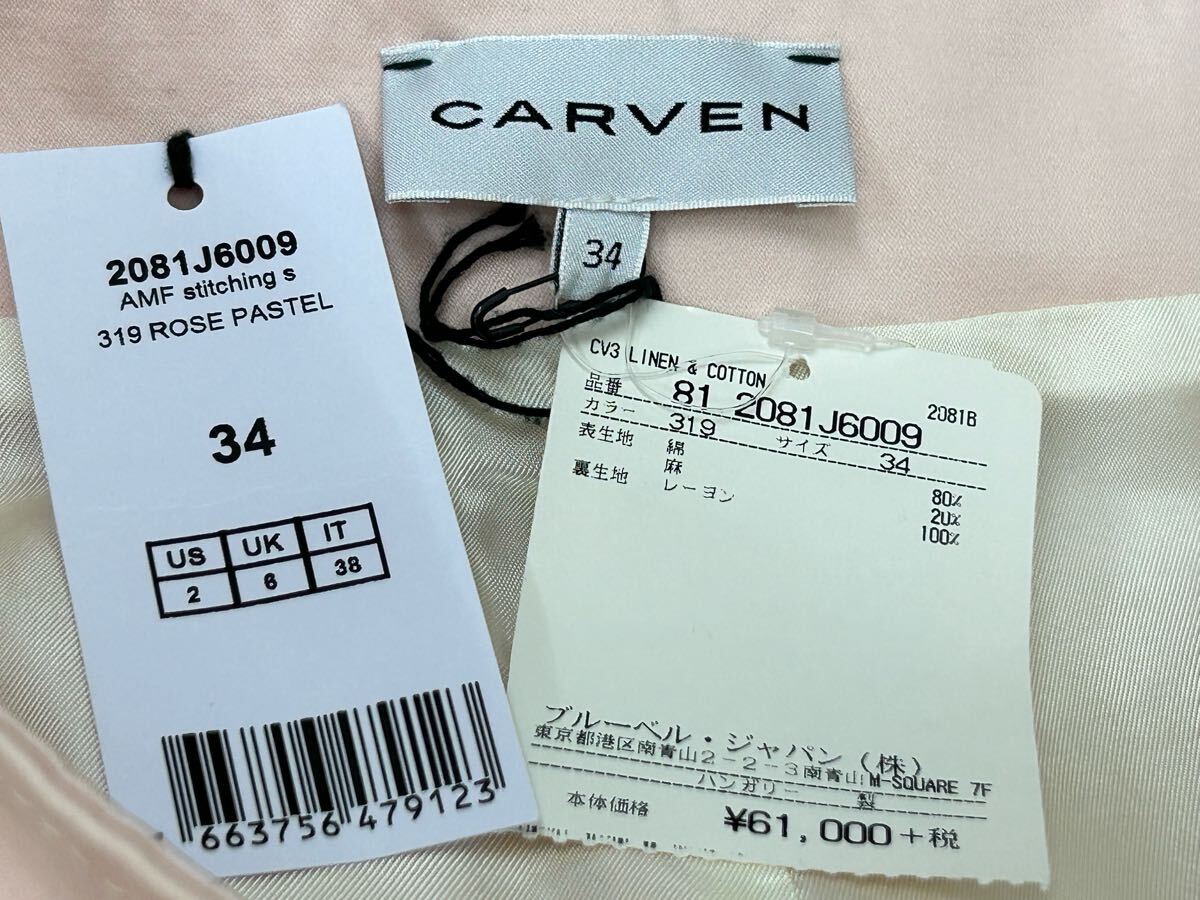 CARVEN
34
2081J6009
AMF stitching s
319 ROSE PASTEL
34
US UK IT
2 6 38
663756 479123
CV3 LINEN & COTTON
品番 81 2081J6009 2081B
カラー 319 サイズ 34
表生地 綿 80%
麻 20%
裏生地 レーヨン 100%
ブルーベル・ジャパン(株)
東京都港区南青山2-2-3南青山M-SQUARE 7F
ハンガリー 製
本体価格 ¥61,000+税